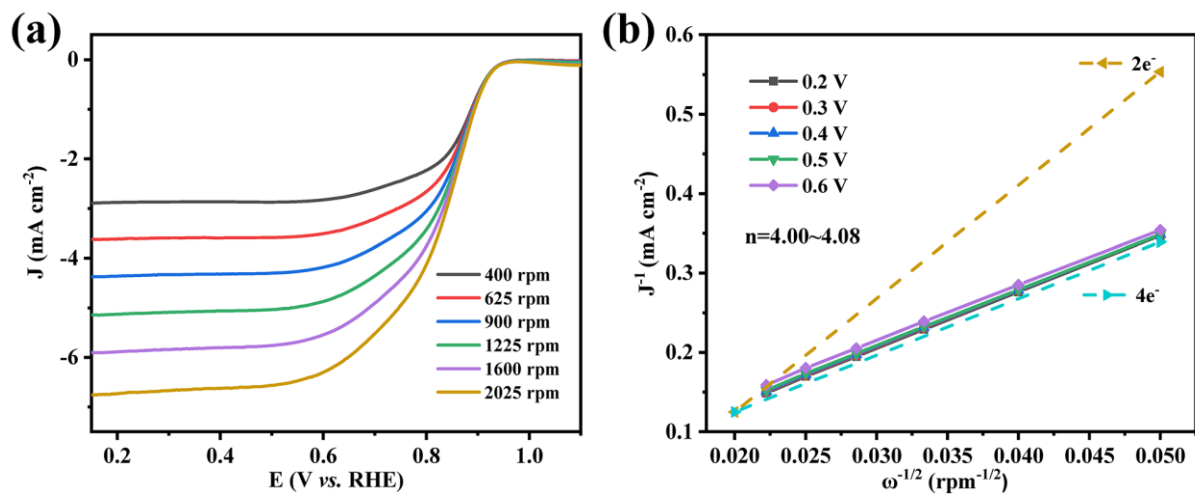 (a)
0
-2
-4
-6
J (mA cm⁻²)
400 rpm
625 rpm
900 rpm
1225 rpm
1600 rpm
2025 rpm
0.2 0.4 0.6 0.8 1.0
E (V vs. RHE)
(b)
0.6
0.5
0.4
0.3
0.2
0.1
J⁻¹ (mA cm⁻²)
0.2 V
0.3 V
0.4 V
0.5 V
0.6 V
n=4.00~4.08
2e⁻
4e⁻
0.020 0.025 0.030 0.035 0.040 0.045 0.050
ω⁻¹/² (rpm⁻¹/²)